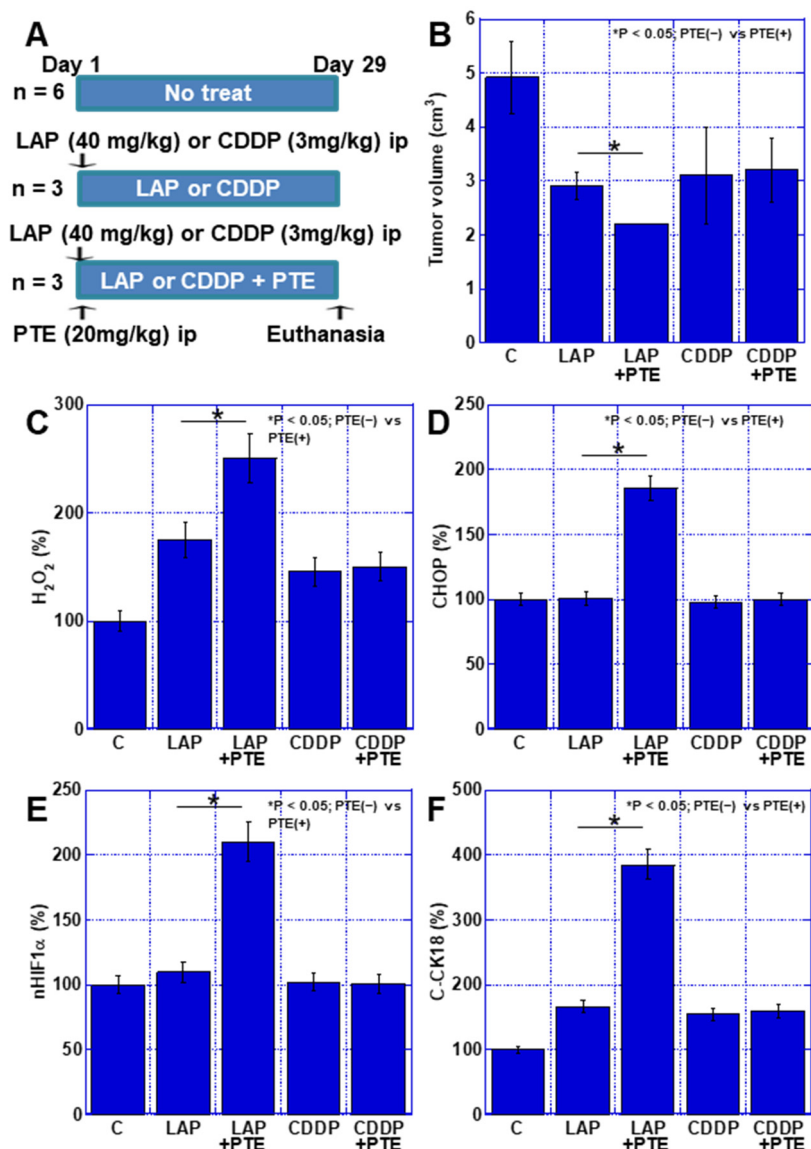 A
Day 1 Day 29
n = 6 No treat
LAP (40 mg/kg) or CDDP (3mg/kg) ip
n = 3 LAP or CDDP
LAP (40 mg/kg) or CDDP (3mg/kg) ip
n = 3 LAP or CDDP + PTE
PTE (20mg/kg) ip Euthanasia
B
*P < 0.05; PTE(−) vs PTE(+)
*
Tumor volume (cm³)
6
5
4
3
2
1
0
C LAP LAP CDDP CDDP
+PTE +PTE
C
*P < 0.05; PTE(−) vs
PTE(+)
*
H₂O₂ (%)
300
200
100
0
C LAP LAP CDDP CDDP
+PTE +PTE
D
*P < 0.05; PTE(−) vs PTE(+)
*
CHOP (%)
250
200
150
100
50
0
C LAP LAP CDDP CDDP
+PTE +PTE
E
*P < 0.05; PTE(−) vs
PTE(+)
*
nHIF1α (%)
250
200
150
100
50
0
C LAP LAP CDDP CDDP
+PTE +PTE
F
*P < 0.05; PTE(−) vs PTE(+)
*
C-CK18 (%)
500
400
300
200
100
0
C LAP LAP CDDP CDDP
+PTE +PTE